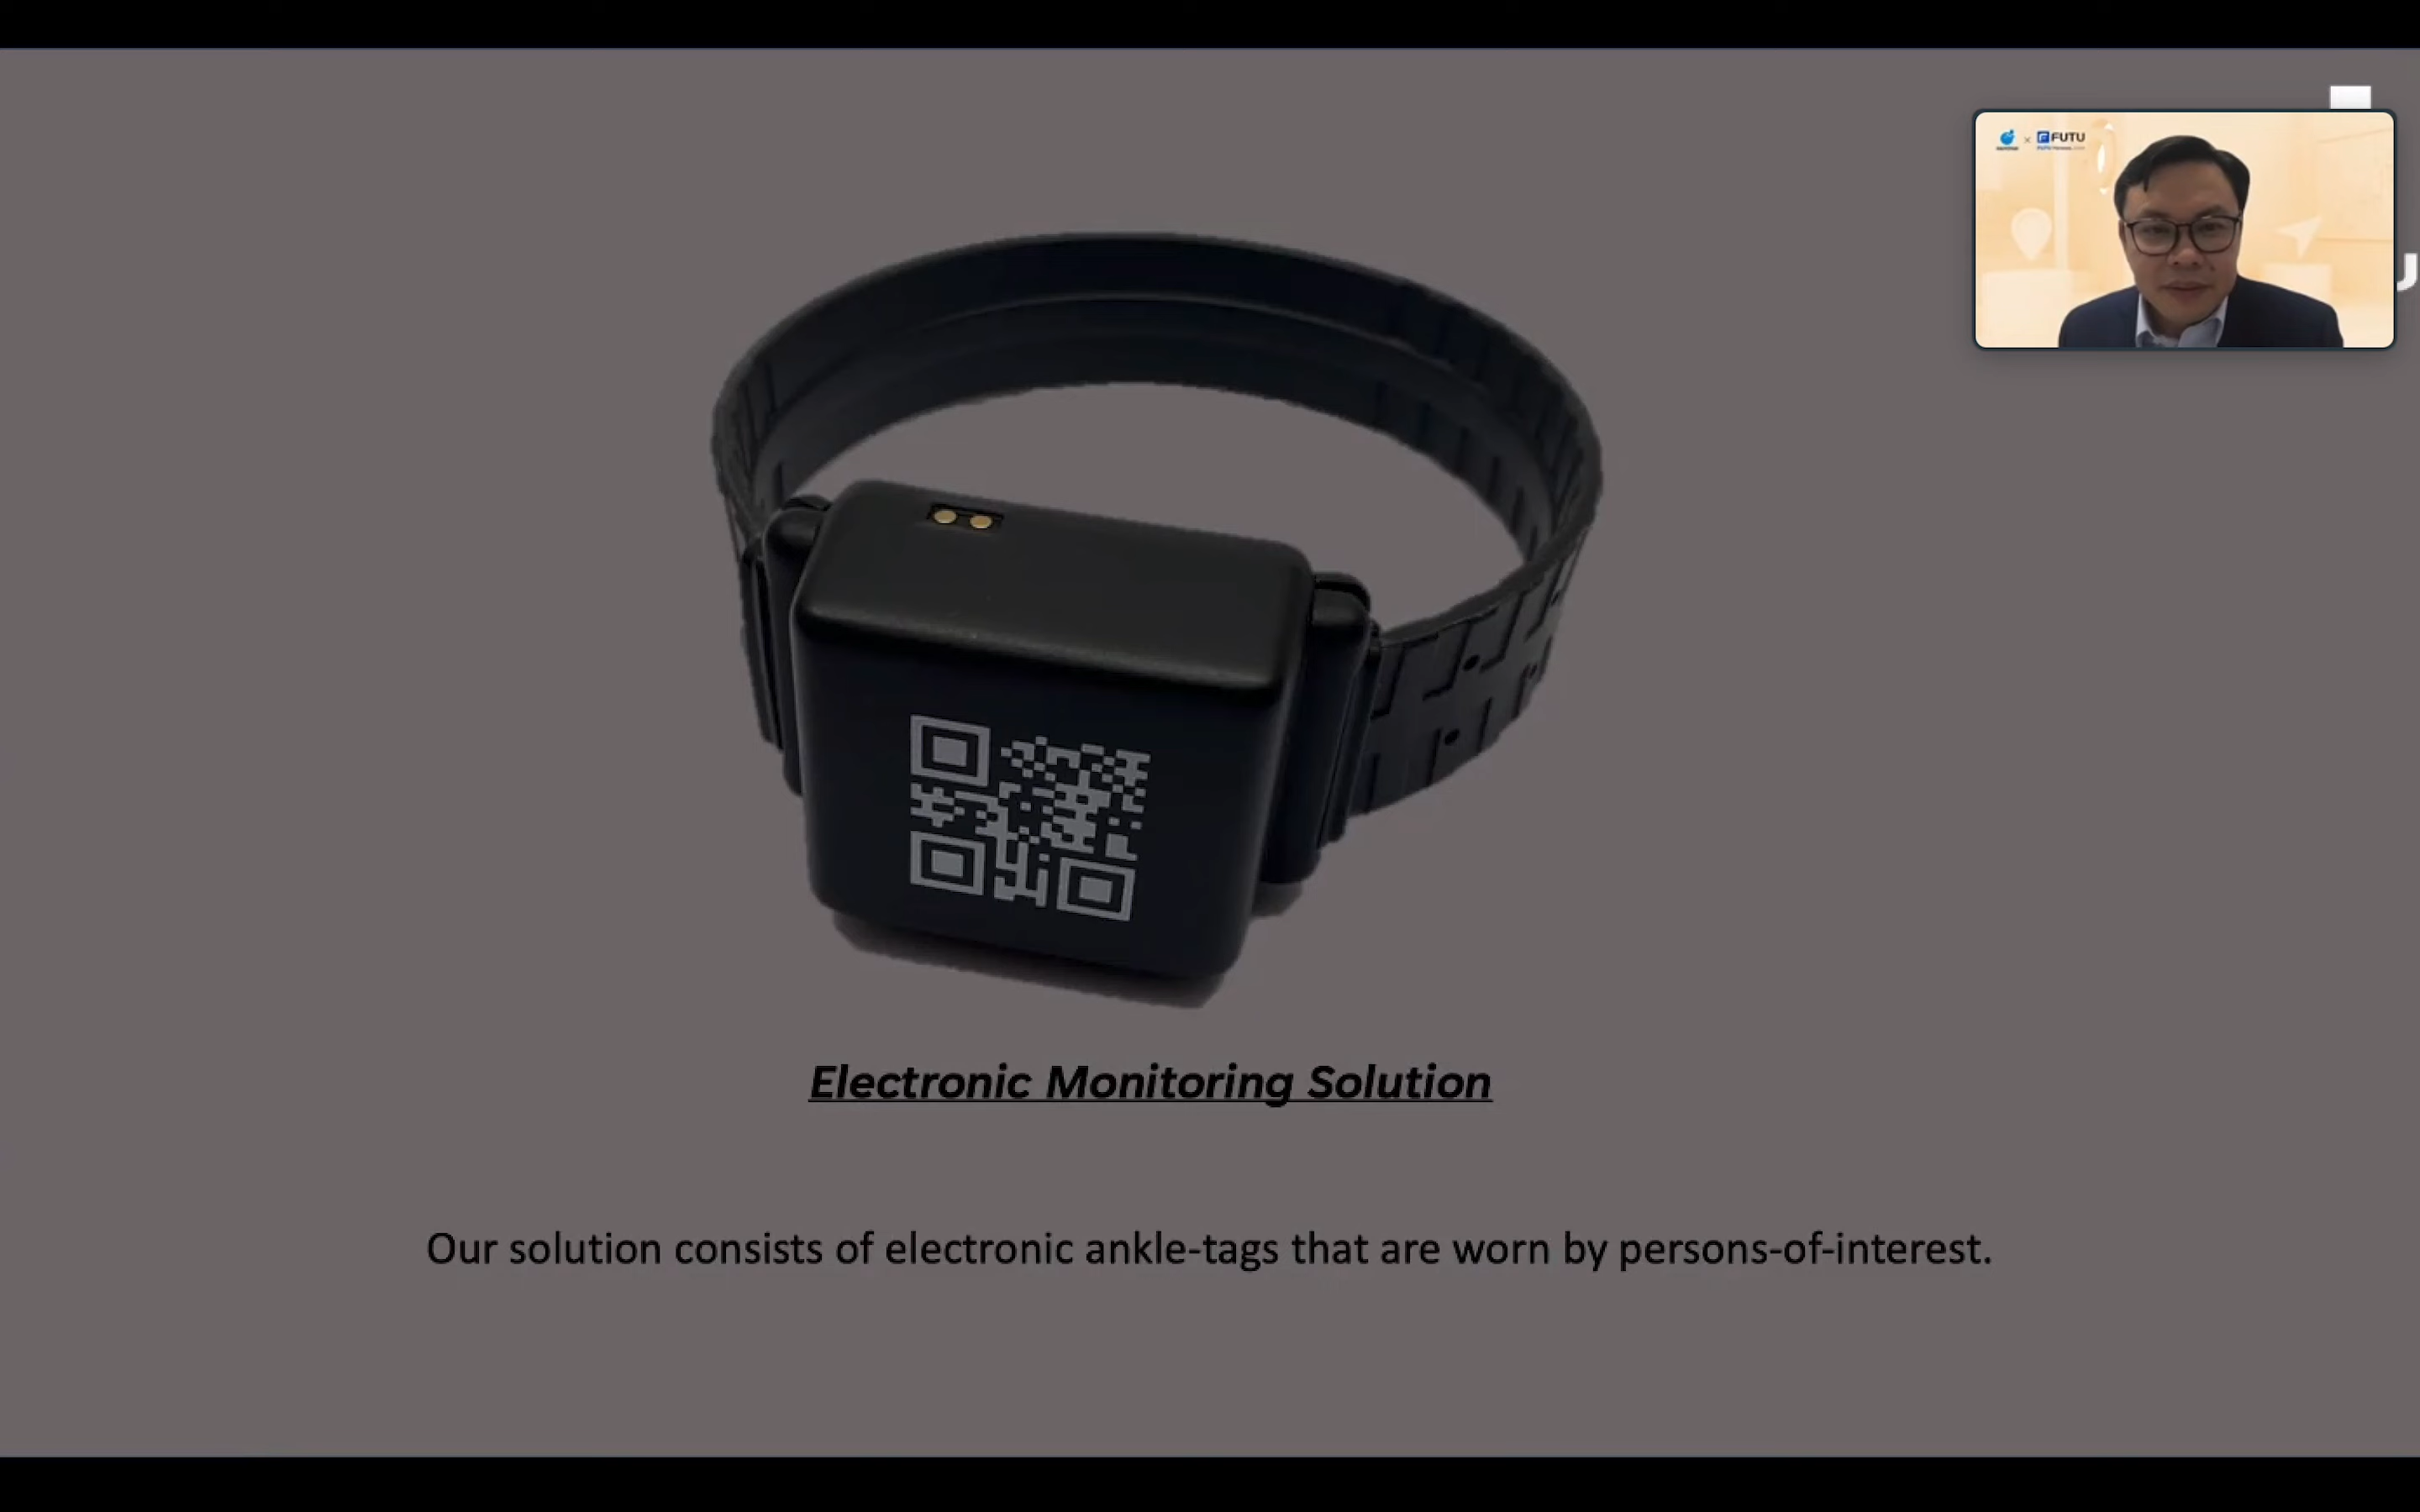 FUTU
Electronic Monitoring Solution
Our solution consists of electronic ankle-tags that are worn by persons-of-interest.